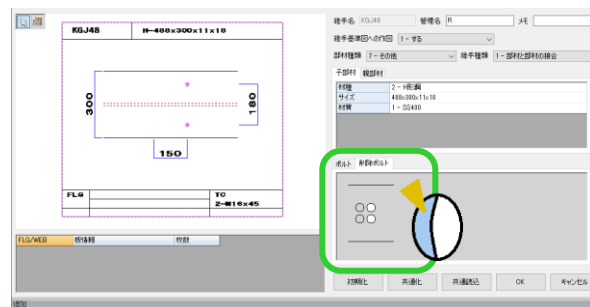 継手名 KGJ48 管理名 R メモ
継手基準図への作図 1 - する
部材種類 7 - その他 継手種類 1 - 部材と部材の接合
子部材 親部材
材種 2 - H形鋼
サイズ 488x300x11x18
材質 1 - SS400
KGJ48 H-488x300x11x18
300
180
150
FLG TC
2-M16x45
ボルト 削除ボルト
FLG/WEB 板情報 枚数
初期化 共通化 共通読込 OK キャンセル
追加